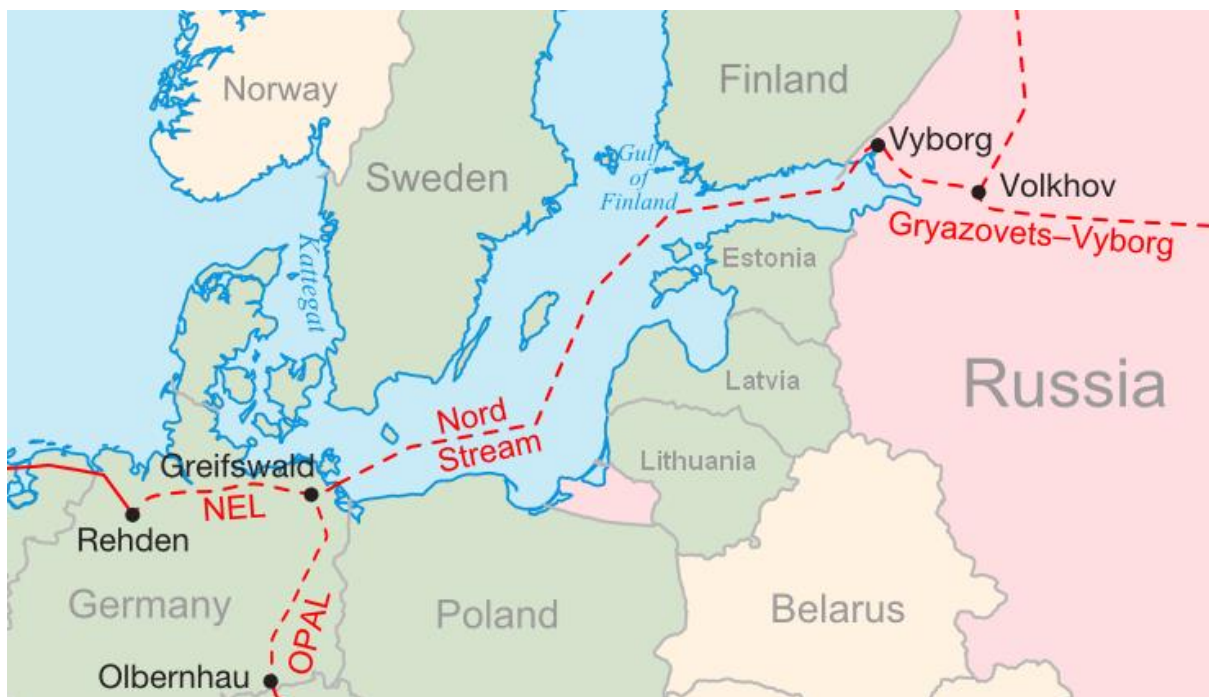 Norway
Finland
Sweden
Gulf
of
Finland
Vyborg
Volkhov
Gryazovets–Vyborg
Kattegat
Estonia
Latvia
Russia
Nord
Stream
Lithuania
Greifswald
NEL
Rehden
Germany
OPAL
Poland
Belarus
Olbernhau